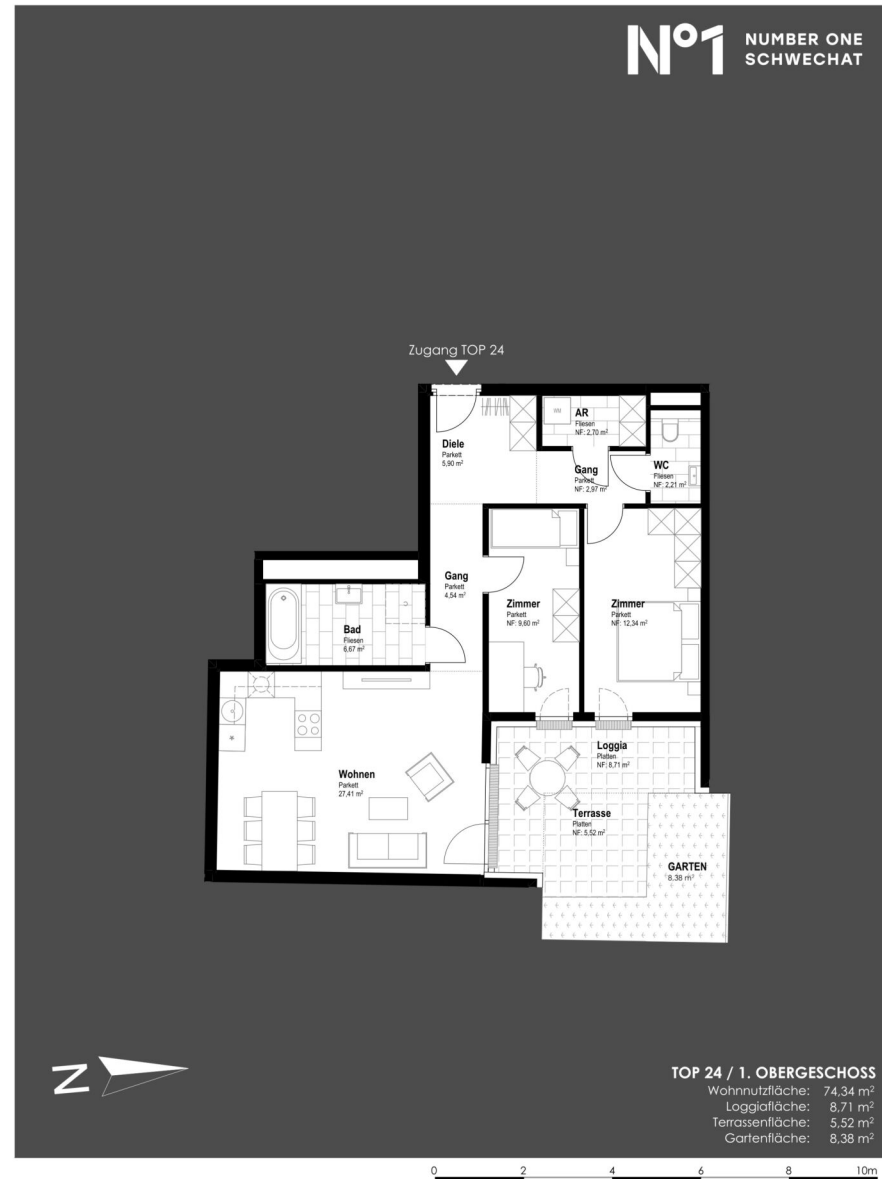 Nº1
NUMBER ONE
SCHWECHAT
Zugang TOP 24
AR
Fliesen
NF: 2,70 m²
WM
Diele
Parkett
5,90 m²
Gang
Parkett
NF: 2,97 m²
WC
Fliesen
NF: 2,21 m²
Gang
Parkett
4,54 m²
Zimmer
Parkett
NF: 9,60 m²
Zimmer
Parkett
NF: 12,34 m²
Bad
Fliesen
6,67 m²
Wohnen
Parkett
27,41 m²
Loggia
Platten
NF: 8,71 m²
Terrasse
Platten
NF: 5,52 m²
GARTEN
8,38 m²
N
TOP 24 / 1. OBERGESCHOSS
Wohnnutzfläche: 74,34 m²
Loggiafläche: 8,71 m²
Terrassenfläche: 5,52 m²
Gartenfläche: 8,38 m²
0 2 4 6 8 10m